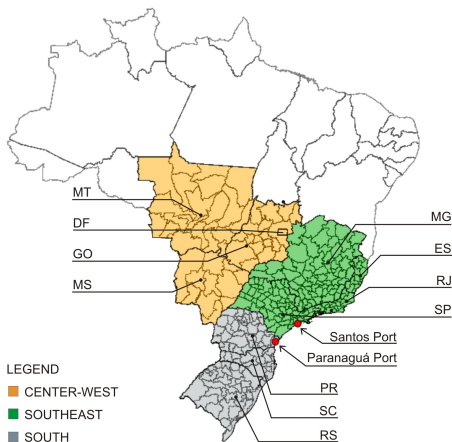 MT
DF
GO
MS
MG
ES
RJ
SP
Santos Port
Paranaguá Port
PR
SC
RS
LEGEND
CENTER-WEST
SOUTHEAST
SOUTH